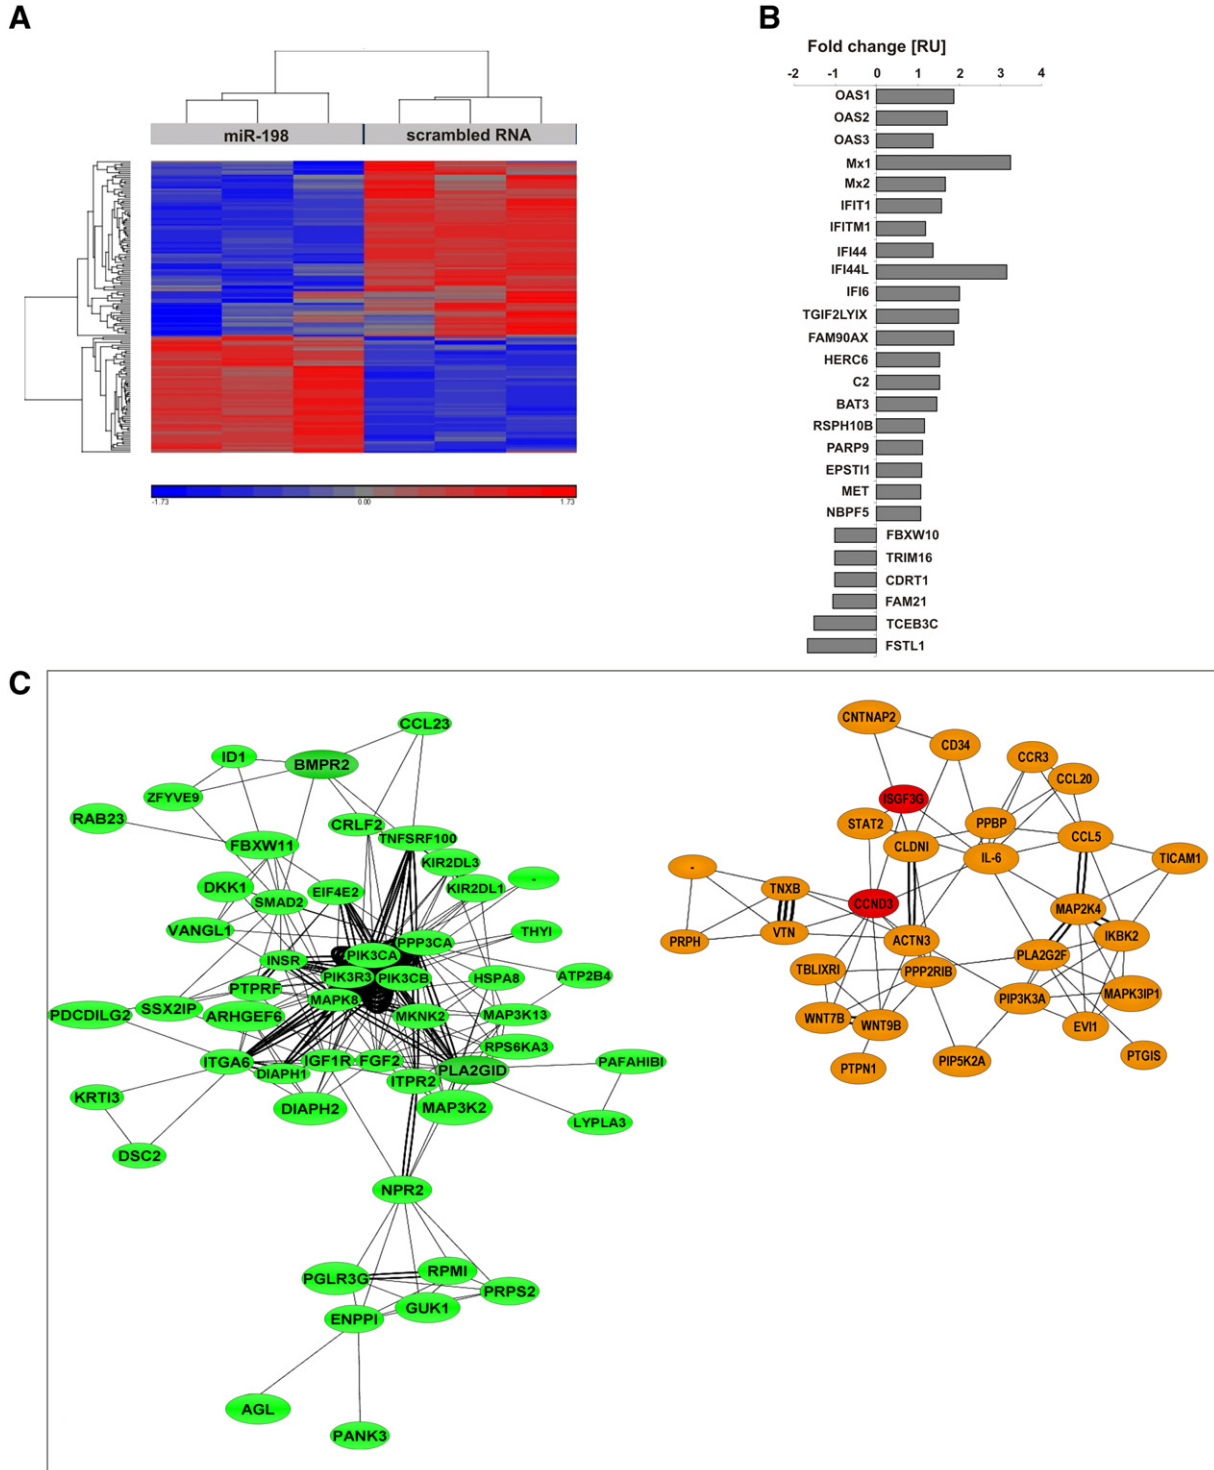 A
miR-198
scrambled RNA
-1.73
0.00
1.73
B
Fold change [RU]
-2 -1 0 1 2 3 4
OAS1
OAS2
OAS3
Mx1
Mx2
IFIT1
IFITM1
IFI44
IFI44L
IFI6
TGIF2LYIX
FAM90AX
HERC6
C2
BAT3
RSPH10B
PARP9
EPSTI1
MET
NBPF5
FBXW10
TRIM16
CDRT1
FAM21
TCEB3C
FSTL1
C
CCL23
ID1
BMPR2
ZFYVE9
RAB23
CRLF2
TNFSRF100
FBXW11
KIR2DL3
DKK1
EIF4E2
KIR2DL1
-
SMAD2
VANGL1
PPP3CA
THYI
PIK3CA
INSR
PIK3R3
PIK3CB
HSPA8
ATP2B4
PTPRF
MAPK8
PDCDILG2
SSX2IP
ARHGEF6
MKNK2
MAP3K13
RPS6KA3
ITGA6
IGF1R
FGF2
PAFAHIBI
DIAPH1
PLA2GID
ITPR2
KRTI3
DIAPH2
MAP3K2
LYPLA3
DSC2
NPR2
PGLR3G
RPMI
PRPS2
GUK1
ENPPI
AGL
PANK3
CNTNAP2
CD34
CCR3
CCL20
ISGF3G
STAT2
PPBP
CLDNI
CCL5
IL-6
TICAM1
-
TNXB
CCND3
MAP2K4
PRPH
VTN
ACTN3
IKBK2
PLA2G2F
TBLIXRI
PPP2RIB
PIP3K3A
MAPK3IP1
WNT7B
WNT9B
EVI1
PTPN1
PIP5K2A
PTGIS